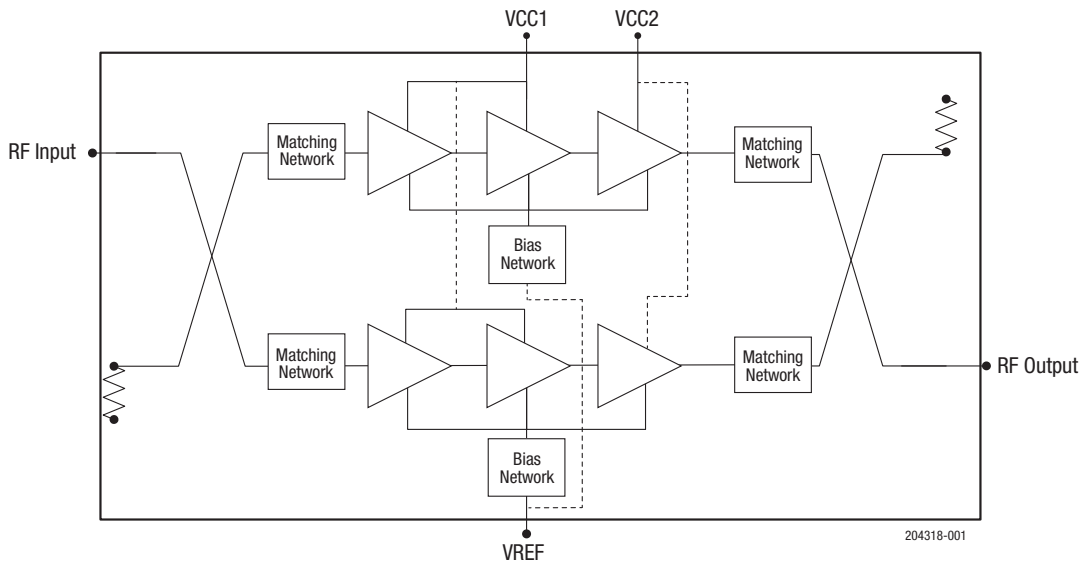 VCC1
VCC2
RF Input
Matching
Network
Matching
Network
Bias
Network
Matching
Network
Matching
Network
RF Output
Bias
Network
VREF
204318-001